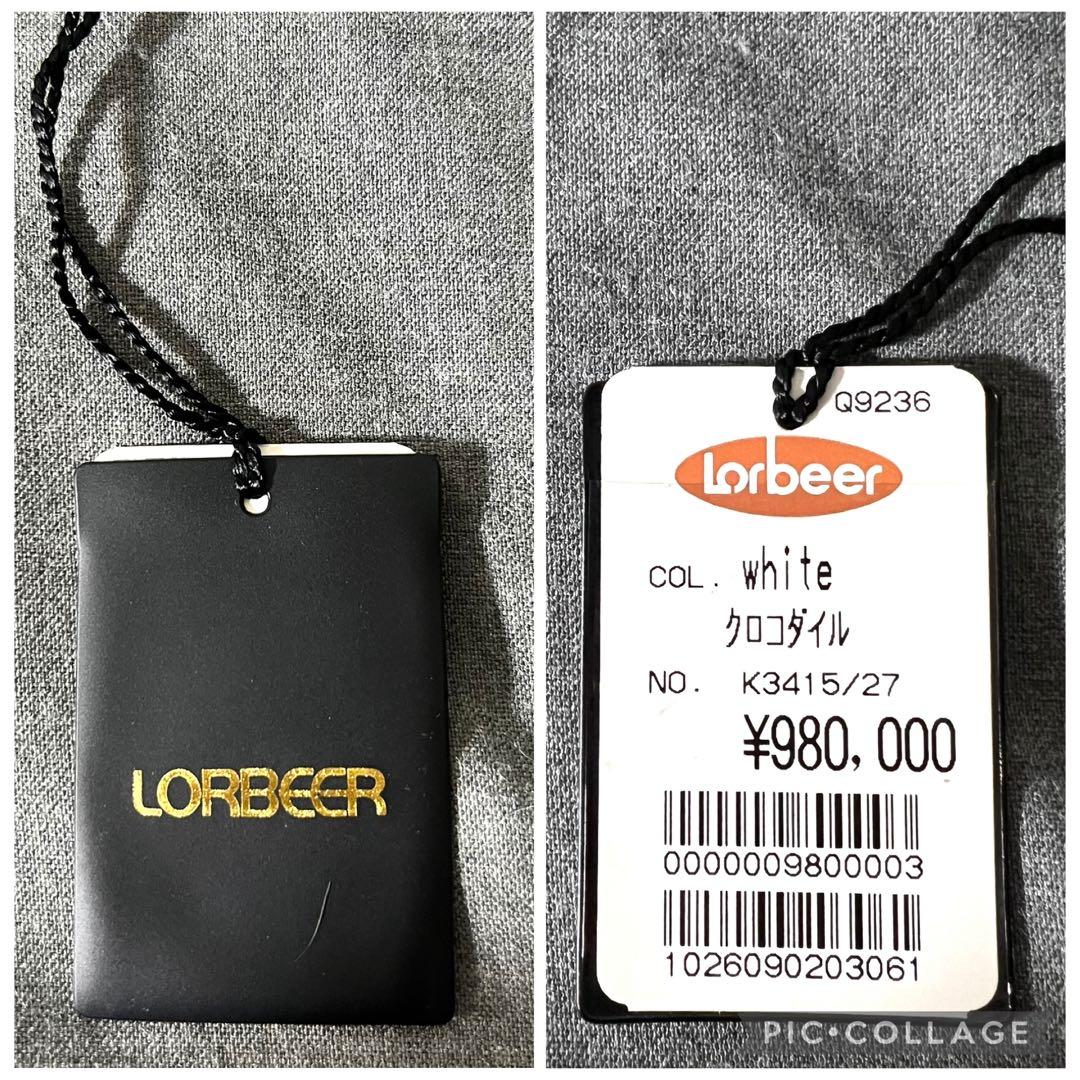 LORBEER
Q9236
Lorbeer
COL. white
クロコダイル
NO. K3415/27
¥980,000
0000009800003
1026090203061
PIC•COLLAGE